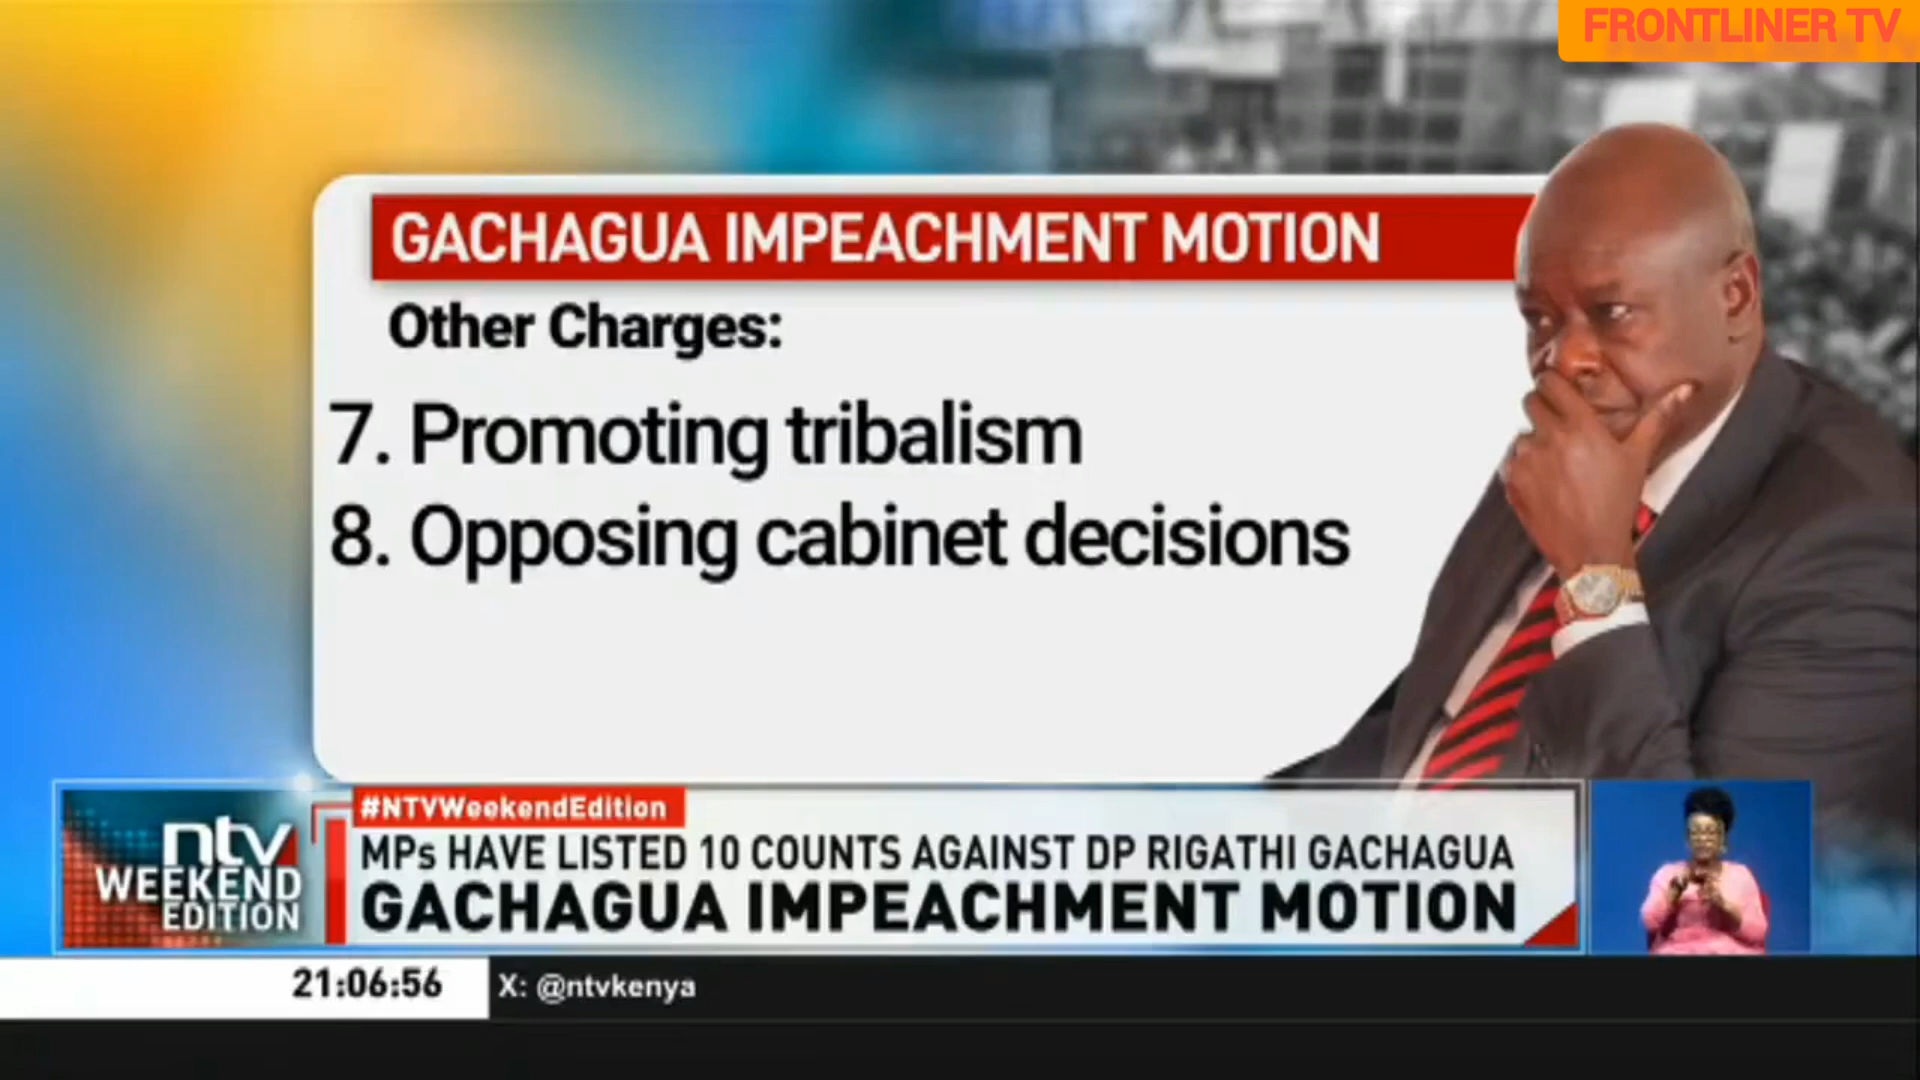 FRONTLINER TV
GACHAGUA IMPEACHMENT MOTION
Other Charges:
7. Promoting tribalism
8. Opposing cabinet decisions
#NTVWeekendEdition
MPs HAVE LISTED 10 COUNTS AGAINST DP RIGATHI GACHAGUA
GACHAGUA IMPEACHMENT MOTION
ntv
WEEKEND
EDITION
21:06:56
X: @ntvkenya